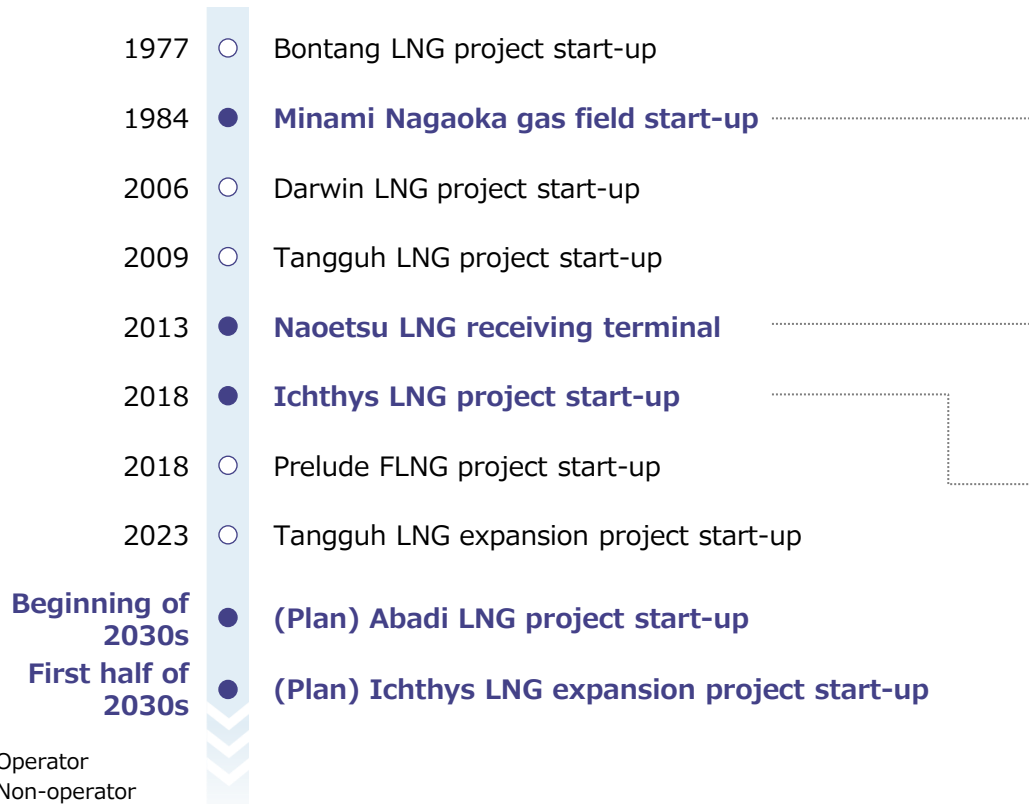 1977 Bontang LNG project start-up
1984 Minami Nagaoka gas field start-up
2006 Darwin LNG project start-up
2009 Tangguh LNG project start-up
2013 Naoetsu LNG receiving terminal
2018 Ichthys LNG project start-up
2018 Prelude FLNG project start-up
2023 Tangguh LNG expansion project start-up
Beginning of
2030s
(Plan) Abadi LNG project start-up
First half of
2030s
(Plan) Ichthys LNG expansion project start-up
Operator
Non-operator